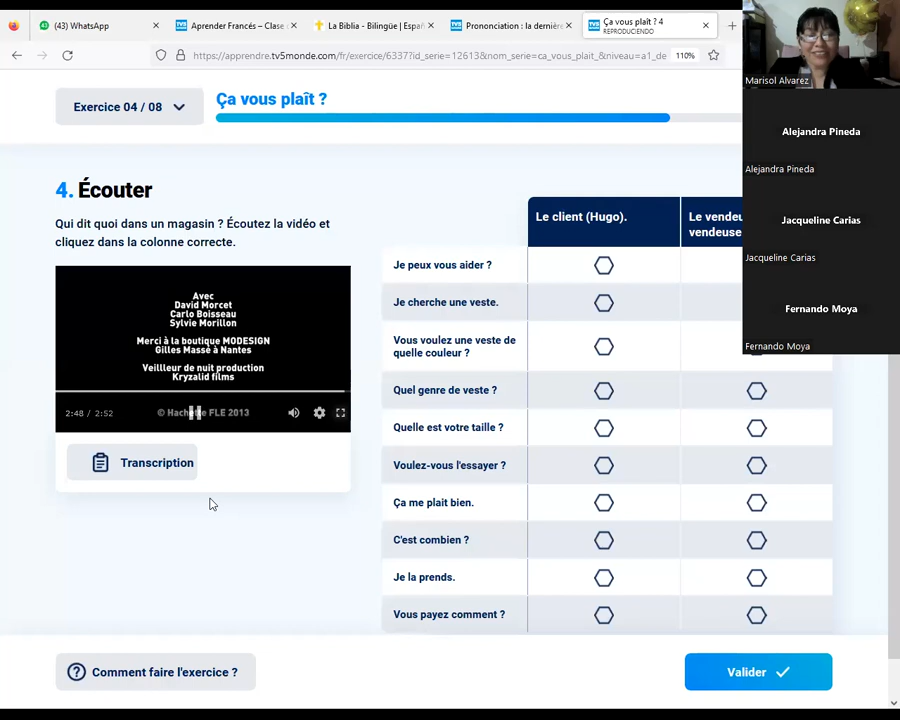 (43) WhatsApp
Aprender Francés – Clase
La Biblia - Bilingüe | Españ
Prononciation : la dernière
Ça vous plaît ? 4
REPRODUCIENDO
https://apprendre.tv5monde.com/fr/exercice/6337?id_serie=12613&nom_serie=ca_vous_plait_&niveau=a1_de
110%
Exercice 04 / 08
Ça vous plaît ?
4. Écouter
Qui dit quoi dans un magasin ? Écoutez la vidéo et
cliquez dans la colonne correcte.
Avec
David Morcet
Carlo Boisseau
Sylvie Morillon
Merci à la boutique MODESIGN
Gilles Massé à Nantes
Veillleur de nuit production
Kryzalid films
2:48 / 2:52
© Hachette FLE 2013
Transcription
Le client (Hugo).
Le vendeu
vendeuse
Je peux vous aider ?
Je cherche une veste.
Vous voulez une veste de
quelle couleur ?
Quel genre de veste ?
Quelle est votre taille ?
Voulez-vous l'essayer ?
Ça me plait bien.
C'est combien ?
Je la prends.
Vous payez comment ?
Comment faire l'exercice ?
Valider
Marisol Alvarez
Alejandra Pineda
Alejandra Pineda
Jacqueline Carias
Jacqueline Carias
Fernando Moya
Fernando Moya